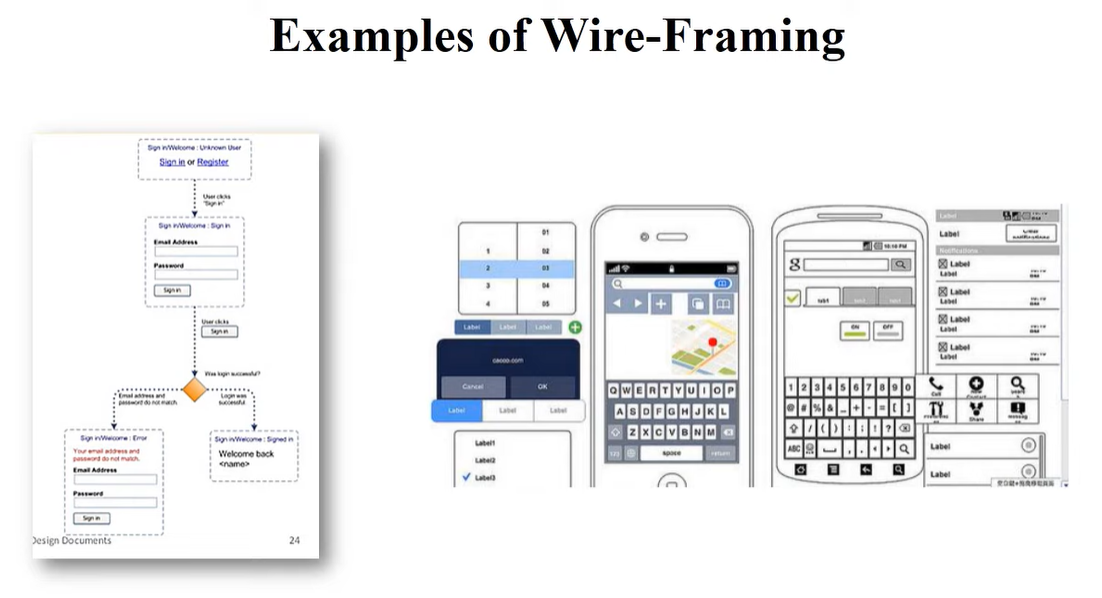 Examples of Wire-Framing
Sign in/Welcome : Unknown User
Sign in or Register
User clicks
"Sign in"
Sign in/Welcome : Sign in
Email Address
Password
Sign in
User clicks
Sign in
Was login successful?
Email address and
password do not match.
Login was
successful.
Sign in/Welcome : Error
Your email address and
password do not match.
Email Address
Password
Sign in
Sign in/Welcome : Signed in
Welcome back
<name>
Design Documents
24
01
1 02
2 03
3 04
4 05
Label Label Label
cacoo.com
Cancel OK
Label Label Label
Label1
Label2
Label3
Q W E R T Y U I O P
A S D F G H J K L
Z X C V B N M
123 space return
10:10 PM
g
tab1
ON OFF
1 2 3 4 5 6 7 8 9 0
@ # % & _ + - = [ ]
! ?
ABC
Label
Label
Notifications
Label
Label
Label
Label
Label
Label
Label
Label
Call
Share
Label
Label